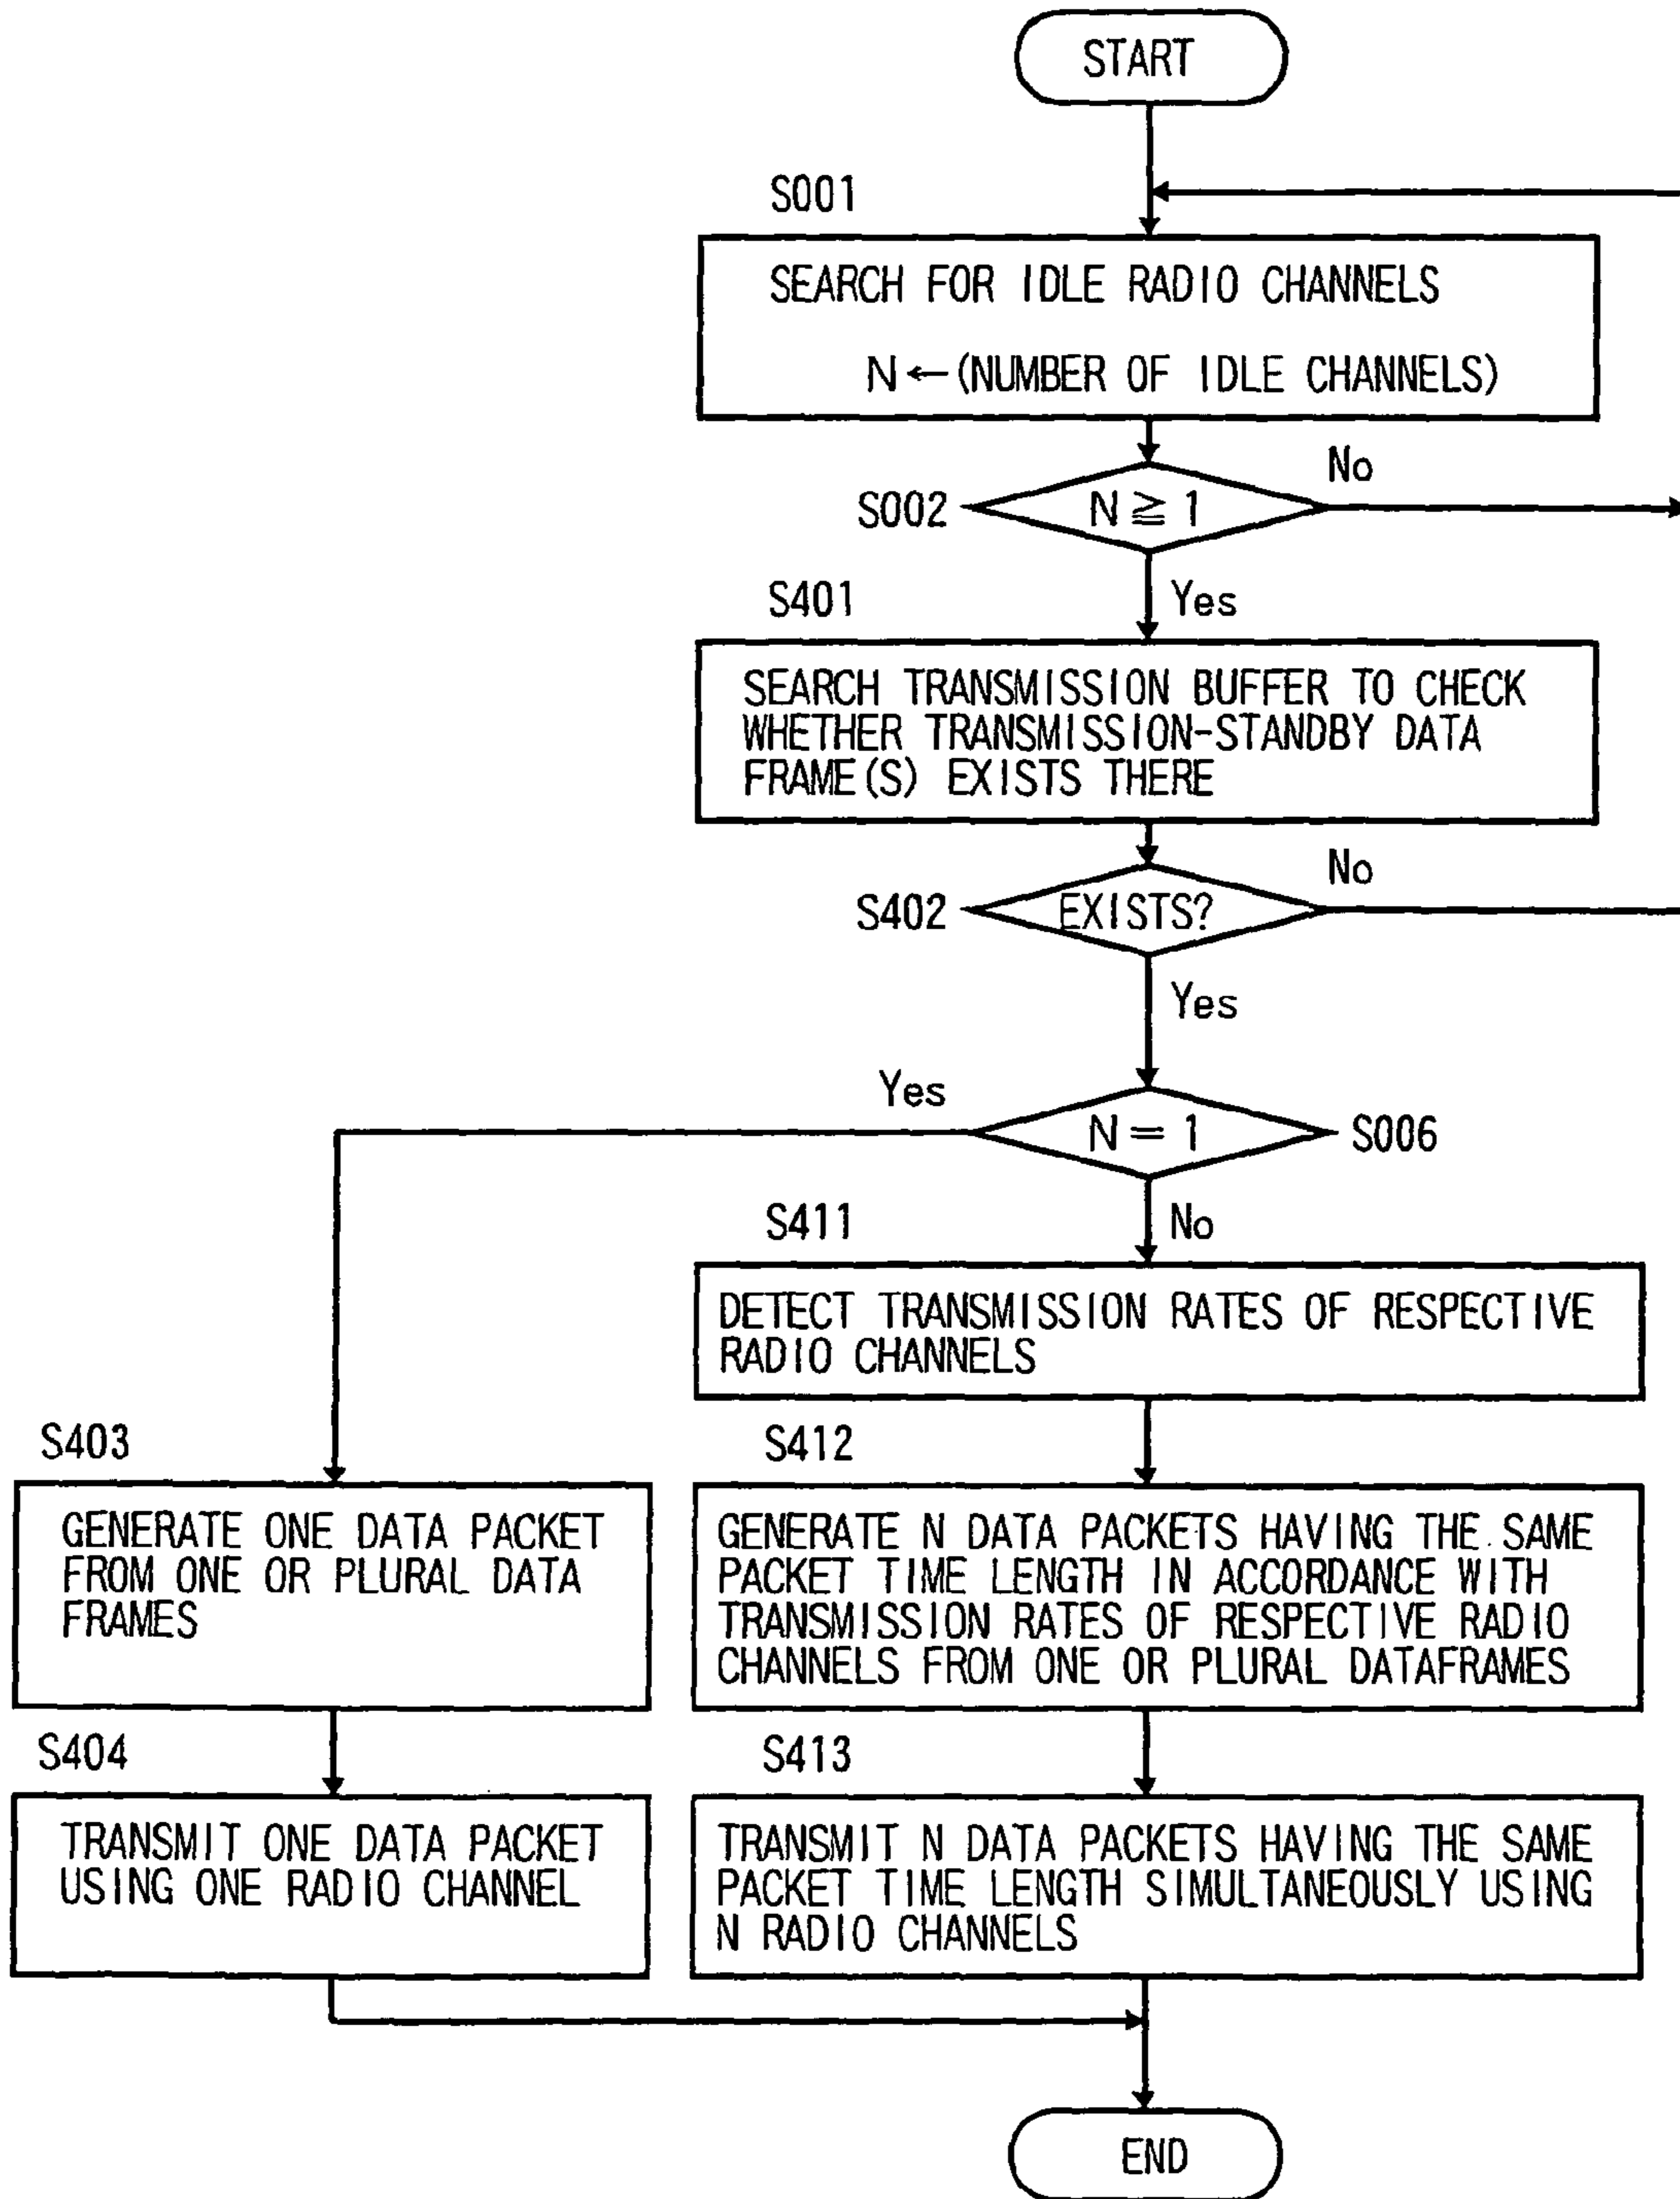 START
S001
SEARCH FOR IDLE RADIO CHANNELS
N ← (NUMBER OF IDLE CHANNELS)
No
S002
N ≧ 1
Yes
S401
SEARCH TRANSMISSION BUFFER TO CHECK
WHETHER TRANSMISSION-STANDBY DATA
FRAME(S) EXISTS THERE
No
S402
EXISTS?
Yes
Yes
N = 1
S006
No
S411
DETECT TRANSMISSION RATES OF RESPECTIVE
RADIO CHANNELS
S403
GENERATE ONE DATA PACKET
FROM ONE OR PLURAL DATA
FRAMES
S412
GENERATE N DATA PACKETS HAVING THE SAME
PACKET TIME LENGTH IN ACCORDANCE WITH
TRANSMISSION RATES OF RESPECTIVE RADIO
CHANNELS FROM ONE OR PLURAL DATAFRAMES
S404
TRANSMIT ONE DATA PACKET
USING ONE RADIO CHANNEL
S413
TRANSMIT N DATA PACKETS HAVING THE SAME
PACKET TIME LENGTH SIMULTANEOUSLY USING
N RADIO CHANNELS
END